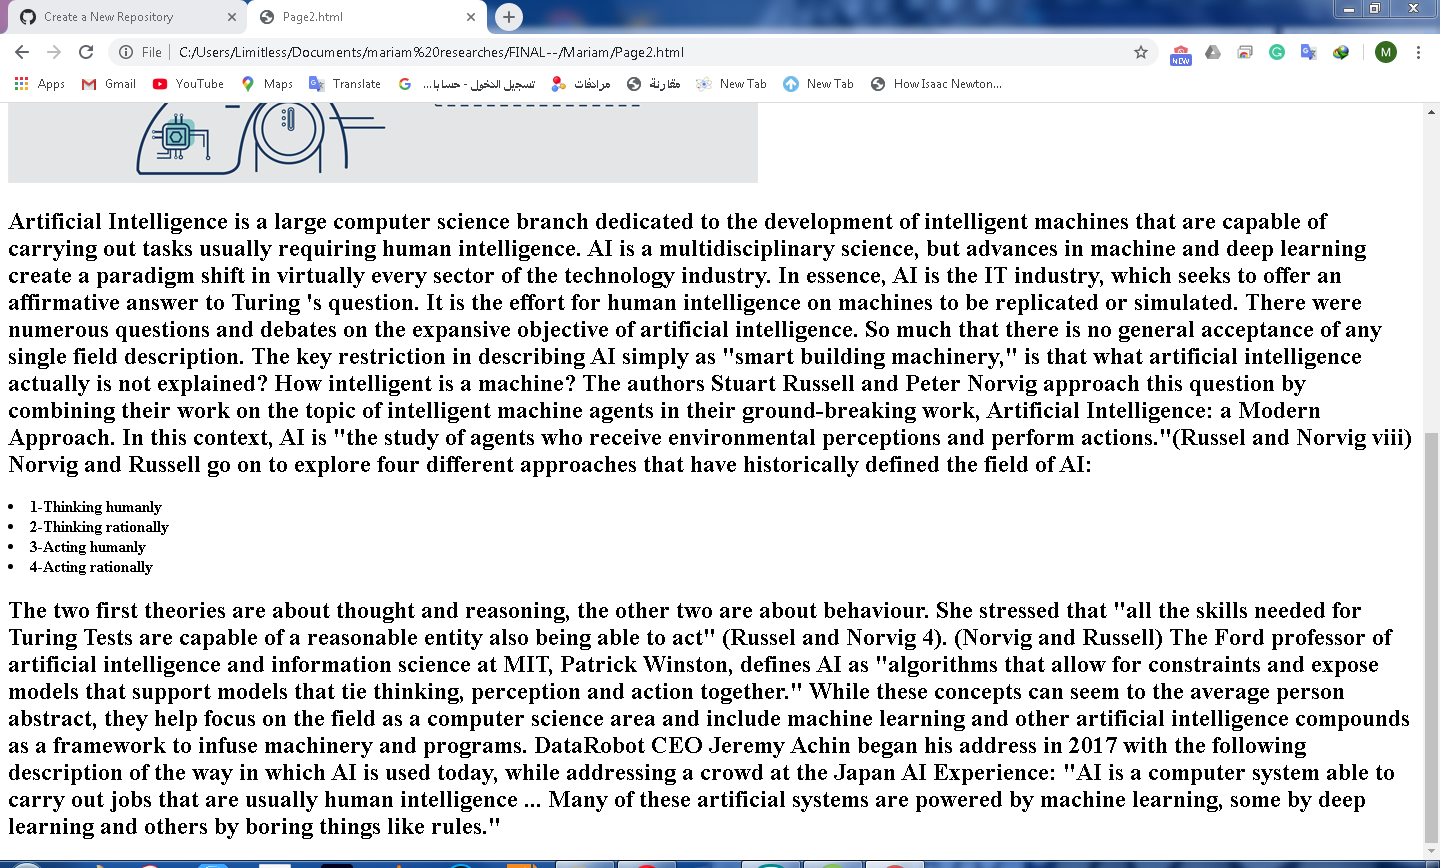 Create a New Repository
Page2.html
File
C:/Users/Limitless/Documents/mariam%20researches/FINAL--/Mariam/Page2.html
NEW
M
Apps
Gmail
YouTube
Maps
Translate
تسجيل الدخول - حسابا...
مرادفات
مقارنة
New Tab
New Tab
How Isaac Newton...
Artificial Intelligence is a large computer science branch dedicated to the development of intelligent machines that are capable of
carrying out tasks usually requiring human intelligence. AI is a multidisciplinary science, but advances in machine and deep learning
create a paradigm shift in virtually every sector of the technology industry. In essence, AI is the IT industry, which seeks to offer an
affirmative answer to Turing 's question. It is the effort for human intelligence on machines to be replicated or simulated. There were
numerous questions and debates on the expansive objective of artificial intelligence. So much that there is no general acceptance of any
single field description. The key restriction in describing AI simply as "smart building machinery," is that what artificial intelligence
actually is not explained? How intelligent is a machine? The authors Stuart Russell and Peter Norvig approach this question by
combining their work on the topic of intelligent machine agents in their ground-breaking work, Artificial Intelligence: a Modern
Approach. In this context, AI is "the study of agents who receive environmental perceptions and perform actions."(Russel and Norvig viii)
Norvig and Russell go on to explore four different approaches that have historically defined the field of AI:
• 1-Thinking humanly
• 2-Thinking rationally
• 3-Acting humanly
• 4-Acting rationally
The two first theories are about thought and reasoning, the other two are about behaviour. She stressed that "all the skills needed for
Turing Tests are capable of a reasonable entity also being able to act" (Russel and Norvig 4). (Norvig and Russell) The Ford professor of
artificial intelligence and information science at MIT, Patrick Winston, defines AI as "algorithms that allow for constraints and expose
models that support models that tie thinking, perception and action together." While these concepts can seem to the average person
abstract, they help focus on the field as a computer science area and include machine learning and other artificial intelligence compounds
as a framework to infuse machinery and programs. DataRobot CEO Jeremy Achin began his address in 2017 with the following
description of the way in which AI is used today, while addressing a crowd at the Japan AI Experience: "AI is a computer system able to
carry out jobs that are usually human intelligence ... Many of these artificial systems are powered by machine learning, some by deep
learning and others by boring things like rules."